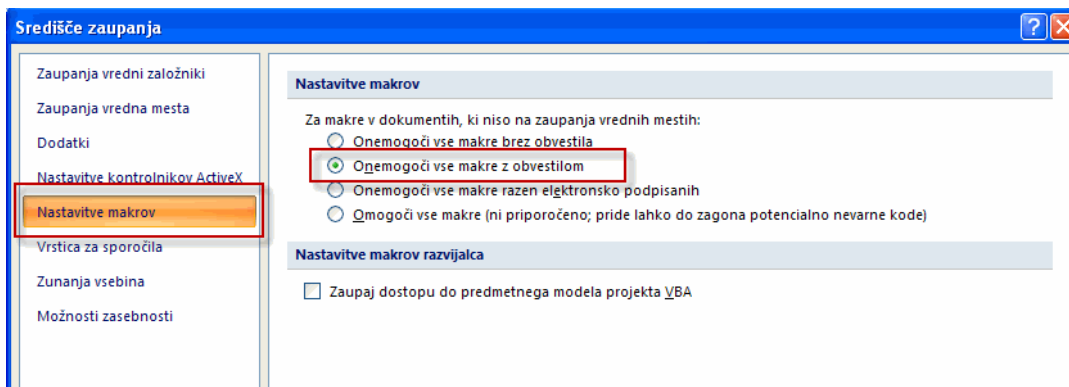 Središče zaupanja
Zaupanja vredni založniki
Zaupanja vredna mesta
Dodatki
Nastavitve kontrolnikov ActiveX
Nastavitve makrov
Vrstica za sporočila
Zunanja vsebina
Možnosti zasebnosti
Nastavitve makrov
Za makre v dokumentih, ki niso na zaupanja vrednih mestih:
Onemogoči vse makre brez obvestila
Onemogoči vse makre z obvestilom
Onemogoči vse makre razen elektronsko podpisanih
Omogoči vse makre (ni priporočeno; pride lahko do zagona potencialno nevarne kode)
Nastavitve makrov razvijalca
Zaupaj dostopu do predmetnega modela projekta VBA